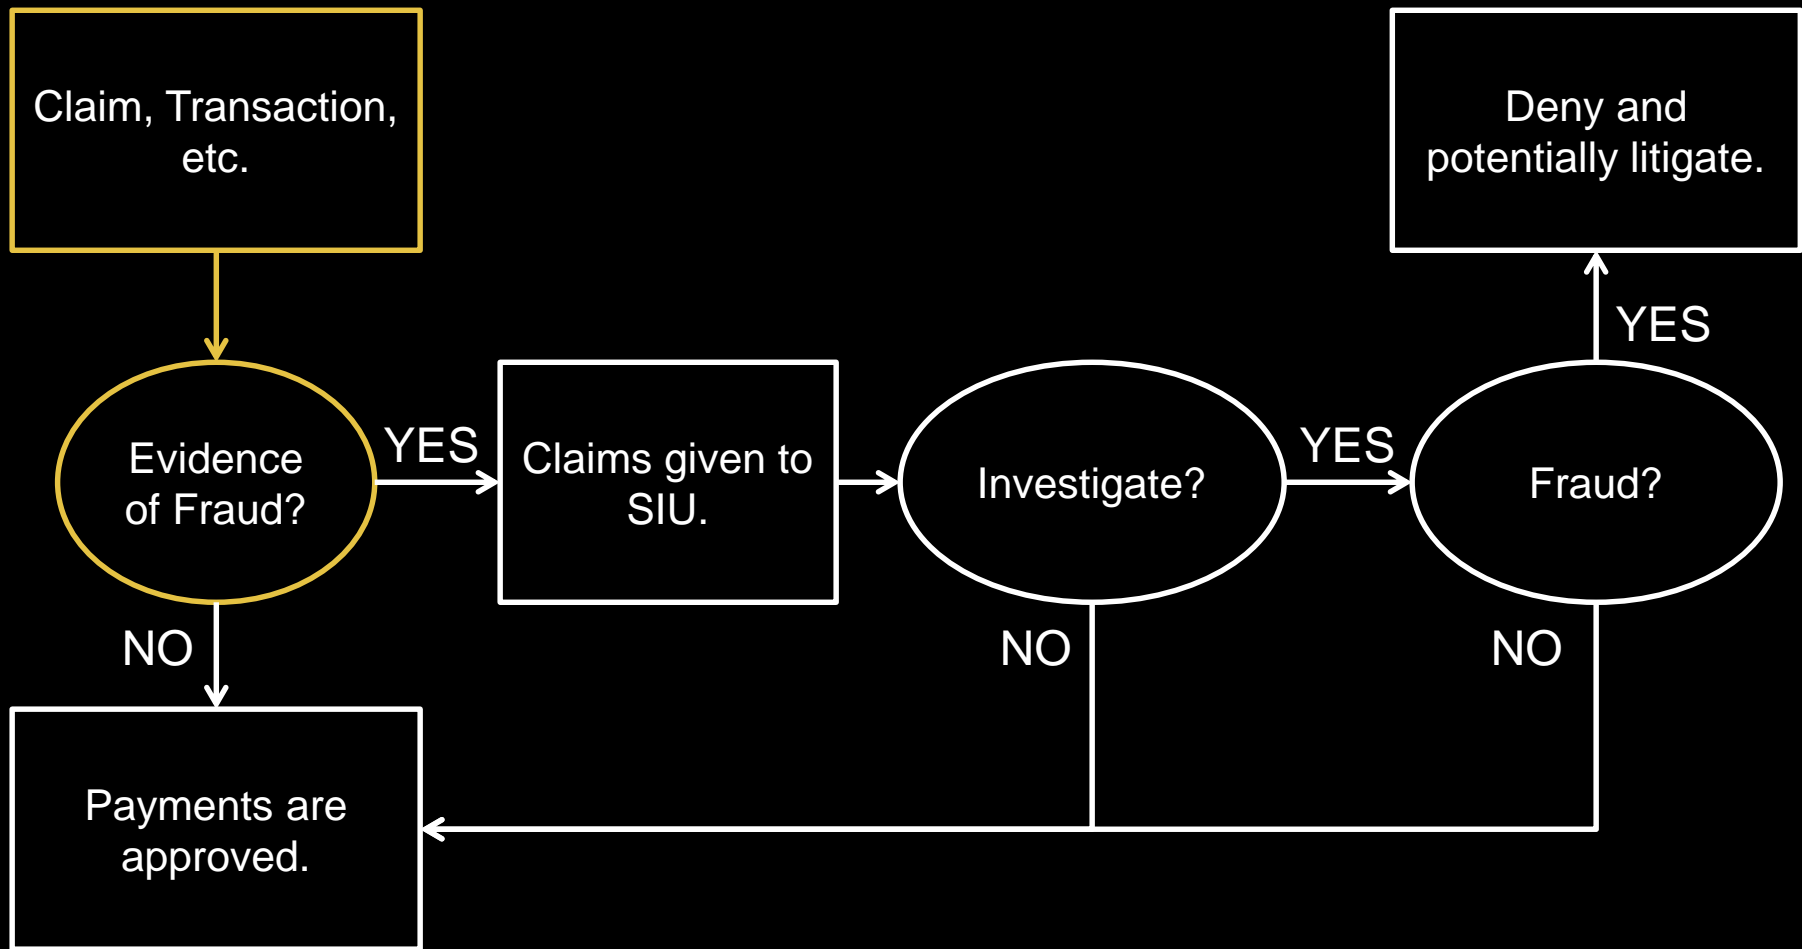 Claim, Transaction,
etc.
Deny and
potentially litigate.
YES
Evidence
of Fraud?
YES
Claims given to
SIU.
Investigate?
YES
Fraud?
NO
NO
NO
Payments are
approved.